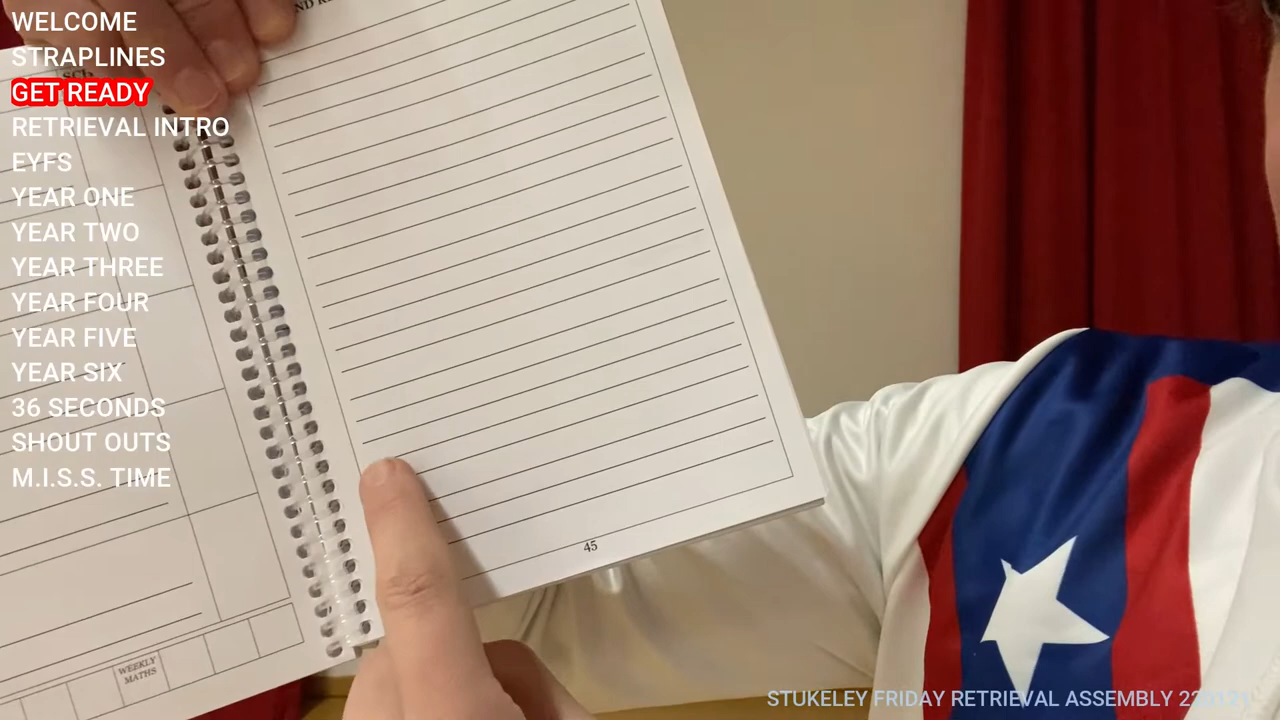 WELCOME
STRAPLINES
GET READY
RETRIEVAL INTRO
EYFS
YEAR ONE
YEAR TWO
YEAR THREE
YEAR FOUR
YEAR FIVE
YEAR SIX
36 SECONDS
SHOUT OUTS
M.I.S.S. TIME
45
WEEKLY
MATHS
STUKELEY FRIDAY RETRIEVAL ASSEMBLY